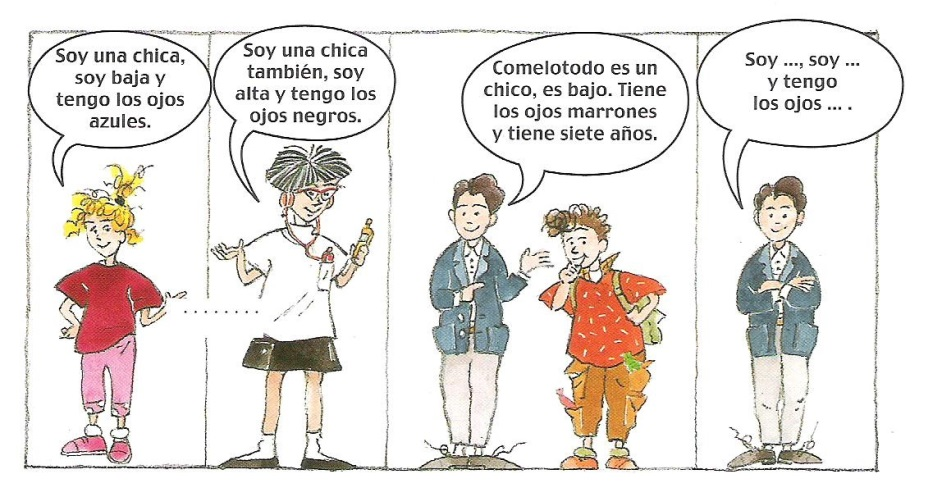 Soy una chica,
soy baja y
tengo los ojos
azules.
Soy una chica
también, soy
alta y tengo los
ojos negros.
Comelotodo es un
chico, es bajo. Tiene
los ojos marrones
y tiene siete años.
Soy ..., soy ...
y tengo
los ojos ... .